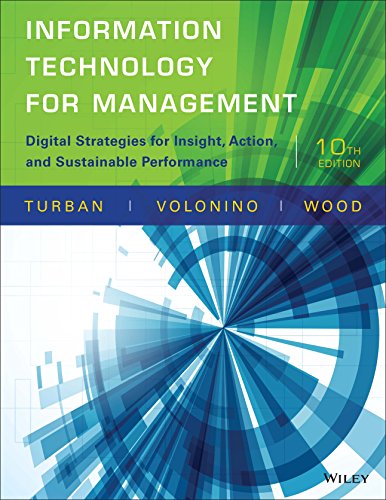 INFORMATION
TECHNOLOGY
FOR MANAGEMENT
Digital Strategies for Insight, Action,
and Sustainable Performance
10TH
EDITION
TURBAN | VOLONINO | WOOD
WILEY